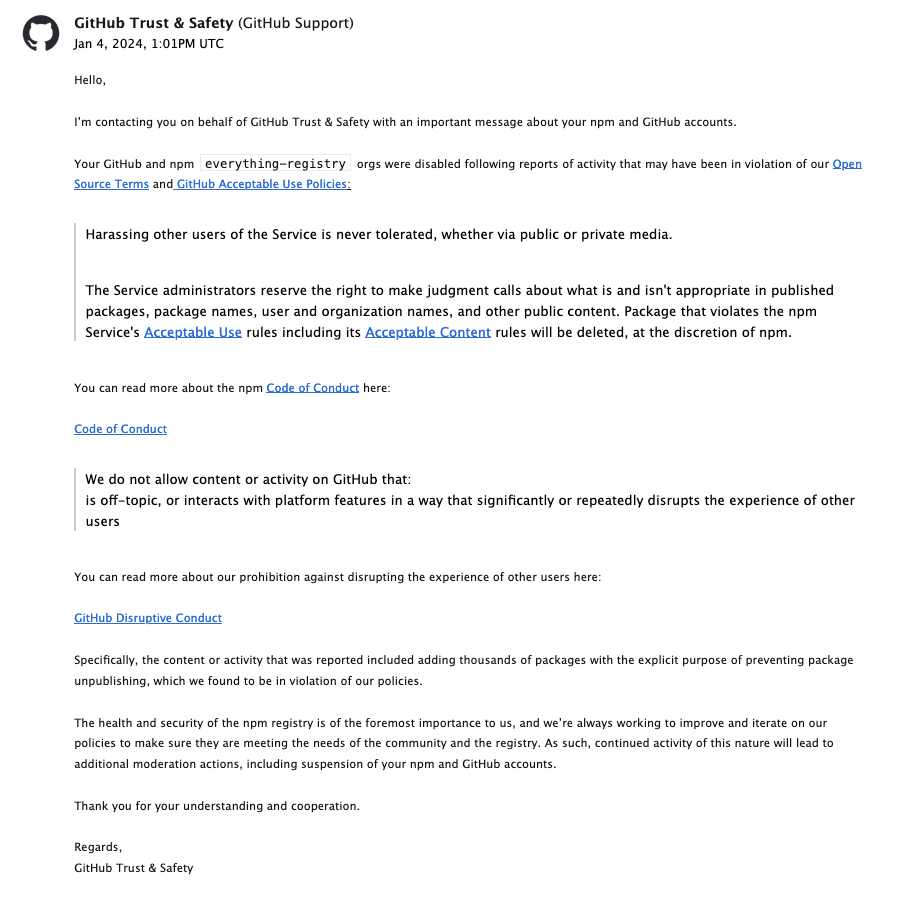 GitHub Trust & Safety (GitHub Support)
Jan 4, 2024, 1:01PM UTC
Hello,
I'm contacting you on behalf of GitHub Trust & Safety with an important message about your npm and GitHub accounts.
Your GitHub and npm everything-registry orgs were disabled following reports of activity that may have been in violation of our Open
Source Terms and GitHub Acceptable Use Policies:
Harassing other users of the Service is never tolerated, whether via public or private media.
The Service administrators reserve the right to make judgment calls about what is and isn't appropriate in published
packages, package names, user and organization names, and other public content. Package that violates the npm
Service's Acceptable Use rules including its Acceptable Content rules will be deleted, at the discretion of npm.
You can read more about the npm Code of Conduct here:
Code of Conduct
We do not allow content or activity on GitHub that:
is off-topic, or interacts with platform features in a way that significantly or repeatedly disrupts the experience of other
users
You can read more about our prohibition against disrupting the experience of other users here:
GitHub Disruptive Conduct
Specifically, the content or activity that was reported included adding thousands of packages with the explicit purpose of preventing package
unpublishing, which we found to be in violation of our policies.
The health and security of the npm registry is of the foremost importance to us, and we're always working to improve and iterate on our
policies to make sure they are meeting the needs of the community and the registry. As such, continued activity of this nature will lead to
additional moderation actions, including suspension of your npm and GitHub accounts.
Thank you for your understanding and cooperation.
Regards,
GitHub Trust & Safety